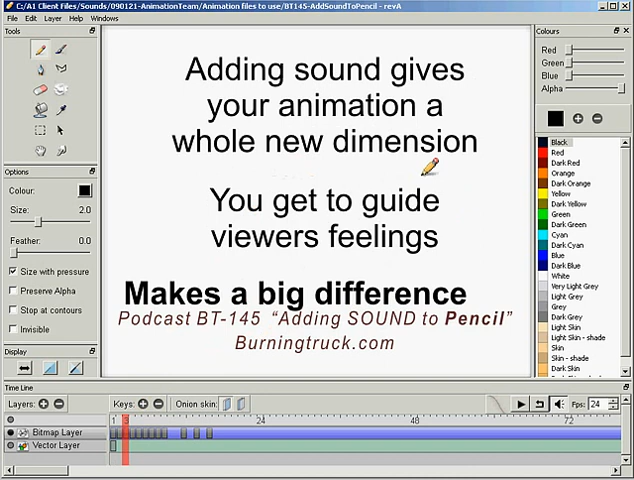 C:/A1 Client Files/Sounds/090121-AnimationTeam/Animation files to use/BT145-AddSoundToPencil - revA
File Edit Layer Tools Window Help
Tools
Options
Colour:
Size: 2.0
Feather: 0.0
Size with pressure
Preserve Alpha
Stop at contours
Invisible
Display
Adding sound gives
your animation a
whole new dimension
You get to guide
viewers feelings
Makes a big difference
Podcast BT-145 “Adding SOUND to Pencil”
Burningtruck.com
Colours
Red
Green
Blue
Alpha
Black
Red
Dark Red
Orange
Dark Orange
Yellow
Dark Yellow
Green
Dark Green
Cyan
Dark Cyan
Blue
Dark Blue
White
Very Light Grey
Light Grey
Grey
Dark Grey
Light Skin
Light Skin - shade
Skin
Skin - shade
Dark Skin
Time Line
Layers: Keys: Onion skin: Fps: 24
1 3 24 48 72
Bitmap Layer
Vector Layer